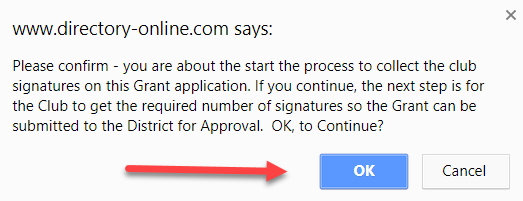 www.directory-online.com says:
Please confirm - you are about the start the process to collect the club
signatures on this Grant application. If you continue, the next step is for
the Club to get the required number of signatures so the Grant can be
submitted to the District for Approval.  OK, to Continue?
OK
Cancel